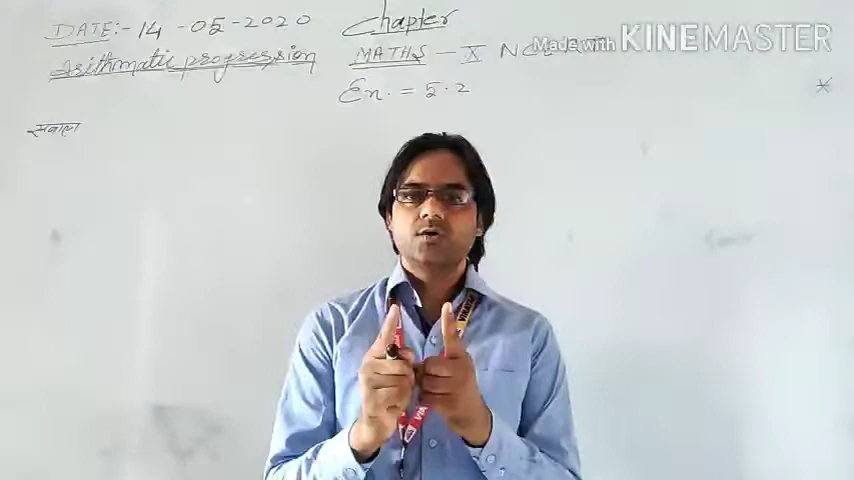 DATE:- 14 -05-2020 Chapter
Arithmatic progression MATHS - X NCERT
Ex. = 5.2
सवाल
Made with KINEMASTER